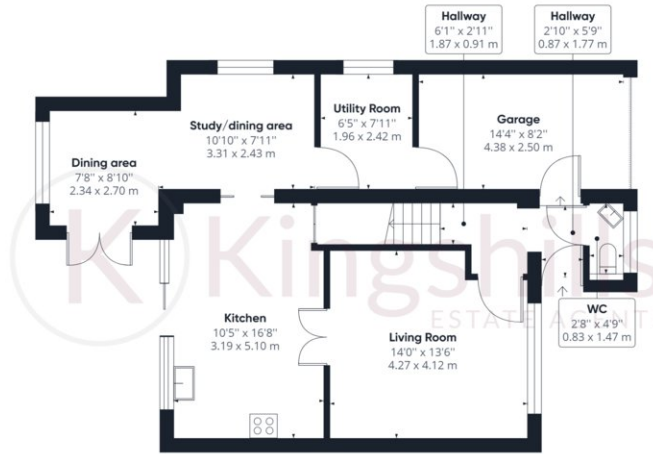 Hallway
6'1" x 2'11"
1.87 x 0.91 m
Hallway
2'10" x 5'9"
0.87 x 1.77 m
Utility Room
6'5" x 7'11"
1.96 x 2.42 m
Garage
14'4" x 8'2"
4.38 x 2.50 m
Study/dining area
10'10" x 7'11"
3.31 x 2.43 m
Dining area
7'8" x 8'10"
2.34 x 2.70 m
K Kingshills
ESTATE AGENT
Kitchen
10'5" x 16'8"
3.19 x 5.10 m
Living Room
14'0" x 13'6"
4.27 x 4.12 m
WC
2'8" x 4'9"
0.83 x 1.47 m